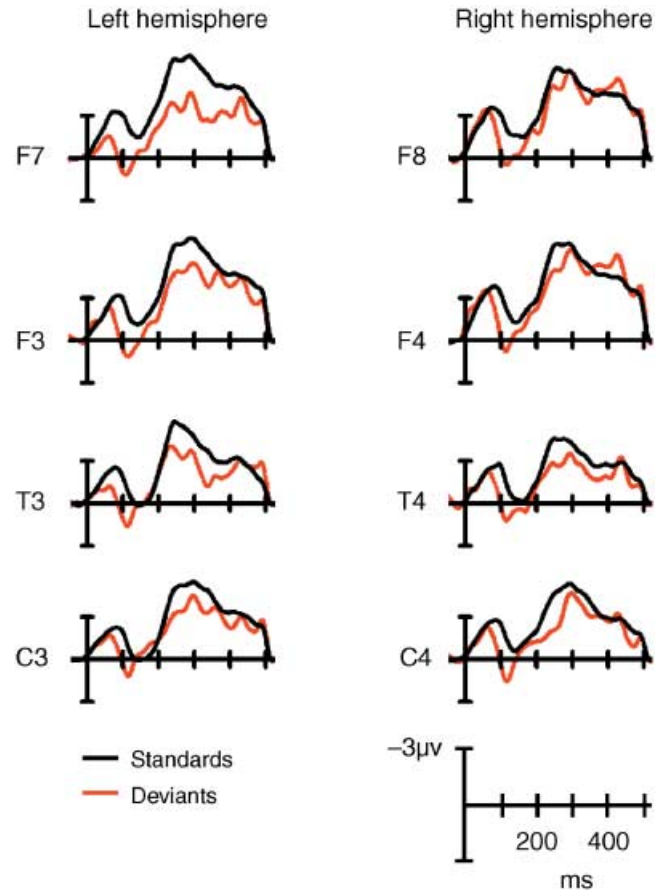 Left hemisphere
Right hemisphere
F7
F8
F3
F4
T3
T4
C3
C4
Standards
Deviants
−3μv
200
400
ms